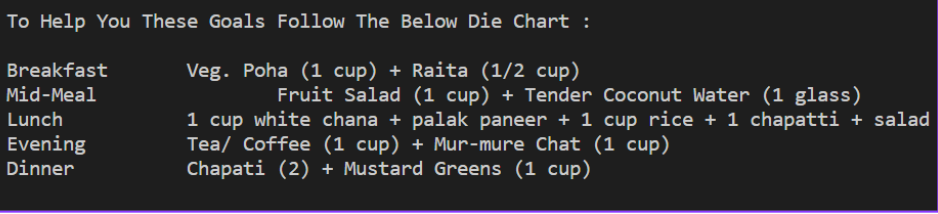 To Help You These Goals Follow The Below Die Chart :
Breakfast Veg. Poha (1 cup) + Raita (1/2 cup)
Mid-Meal Fruit Salad (1 cup) + Tender Coconut Water (1 glass)
Lunch 1 cup white chana + palak paneer + 1 cup rice + 1 chapatti + salad
Evening Tea/ Coffee (1 cup) + Mur-mure Chat (1 cup)
Dinner Chapati (2) + Mustard Greens (1 cup)